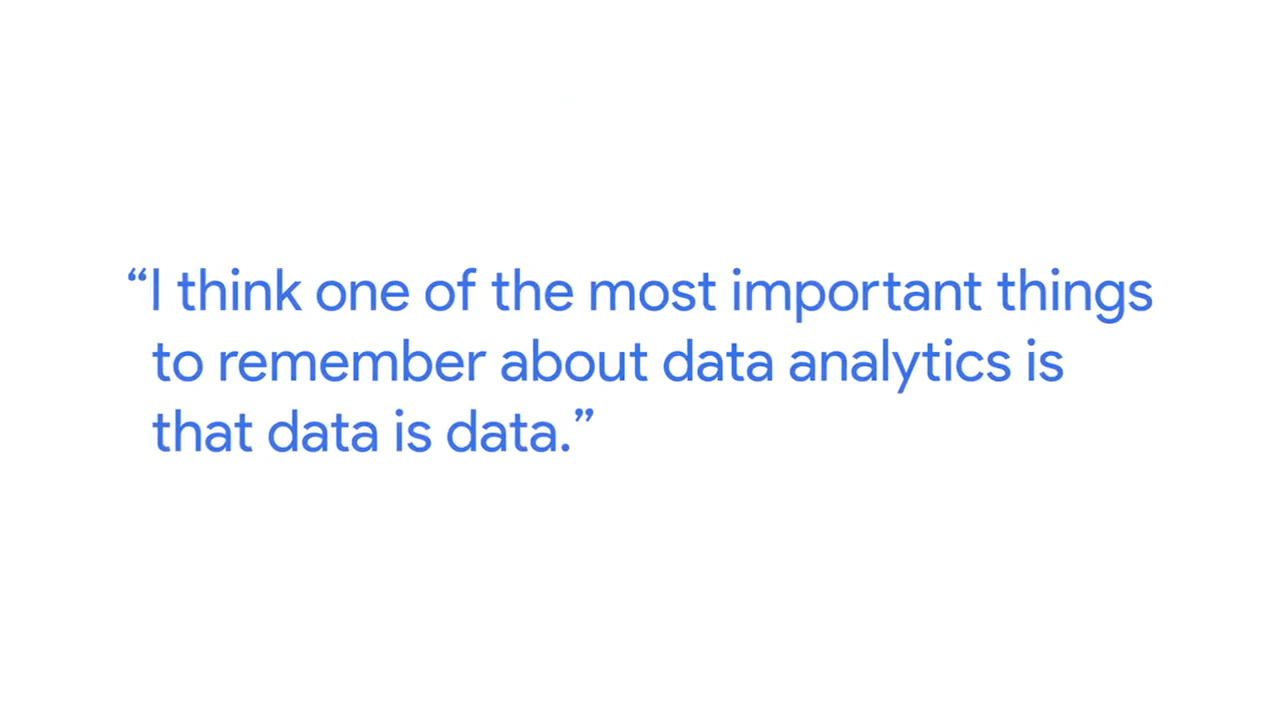 “I think one of the most important things
to remember about data analytics is
that data is data.”